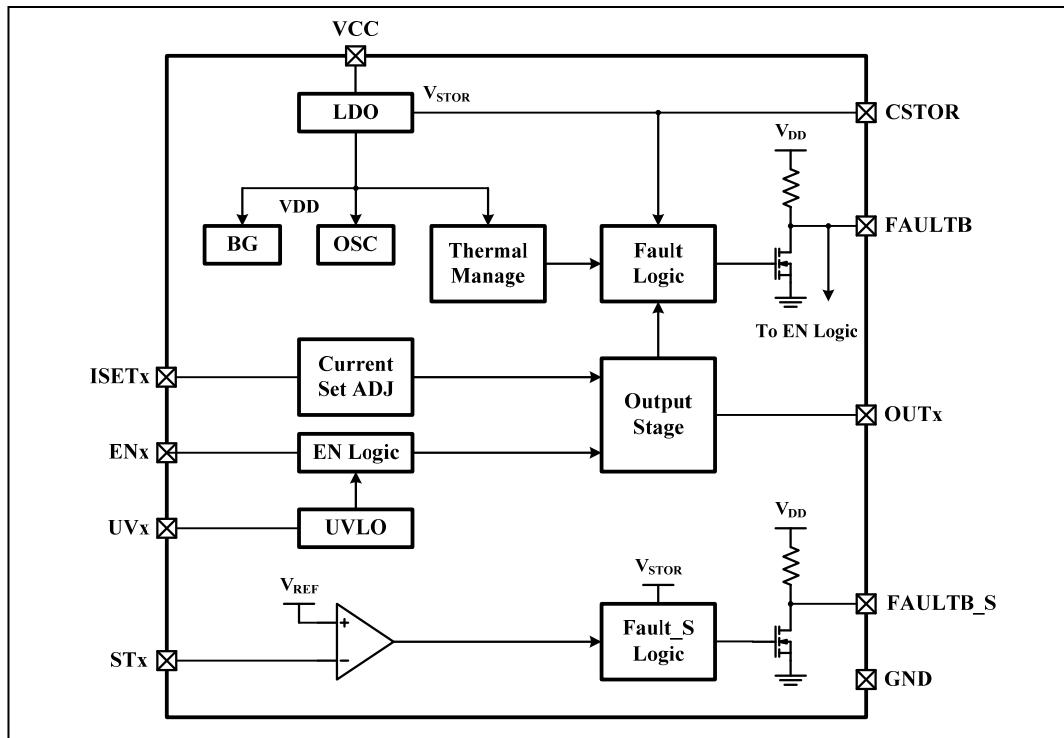 VCC
LDO
VSTOR
CSTOR
VDD
FAULTB
VDD
BG
OSC
Thermal
Manage
Fault
Logic
To EN Logic
ISETx
Current
Set ADJ
Output
Stage
OUTx
ENx
EN Logic
UVx
UVLO
VDD
VREF
VSTOR
+
−
STx
Fault_S
Logic
FAULTB_S
GND